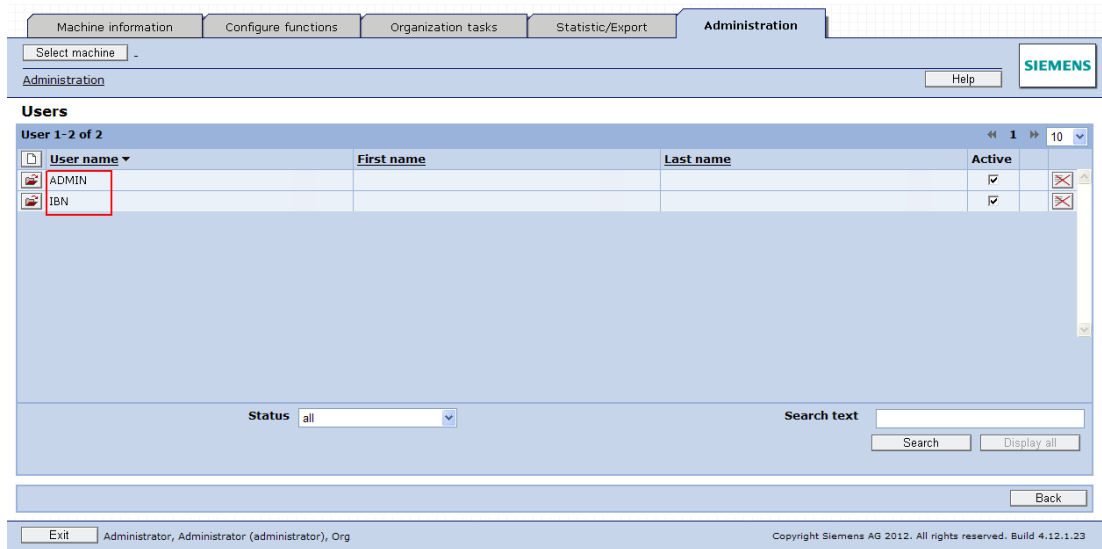 Machine information Configure functions Organization tasks Statistic/Export Administration
Select machine -
SIEMENS
Administration Help
Users
User 1-2 of 2 1 10
User name First name Last name Active
ADMIN
IBN
Status all Search text
Search Display all
Back
Exit Administrator, Administrator (administrator), Org Copyright Siemens AG 2012. All rights reserved. Build 4.12.1.23